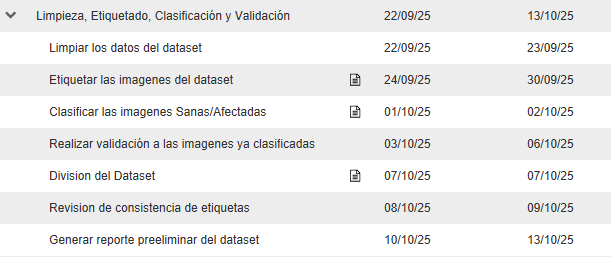 Limpieza, Etiquetado, Clasificación y Validación 22/09/25 13/10/25
Limpiar los datos del dataset 22/09/25 23/09/25
Etiquetar las imagenes del dataset 24/09/25 30/09/25
Clasificar las imagenes Sanas/Afectadas 01/10/25 02/10/25
Realizar validación a las imagenes ya clasificadas 03/10/25 06/10/25
Division del Dataset 07/10/25 07/10/25
Revision de consistencia de etiquetas 08/10/25 09/10/25
Generar reporte preeliminar del dataset 10/10/25 13/10/25